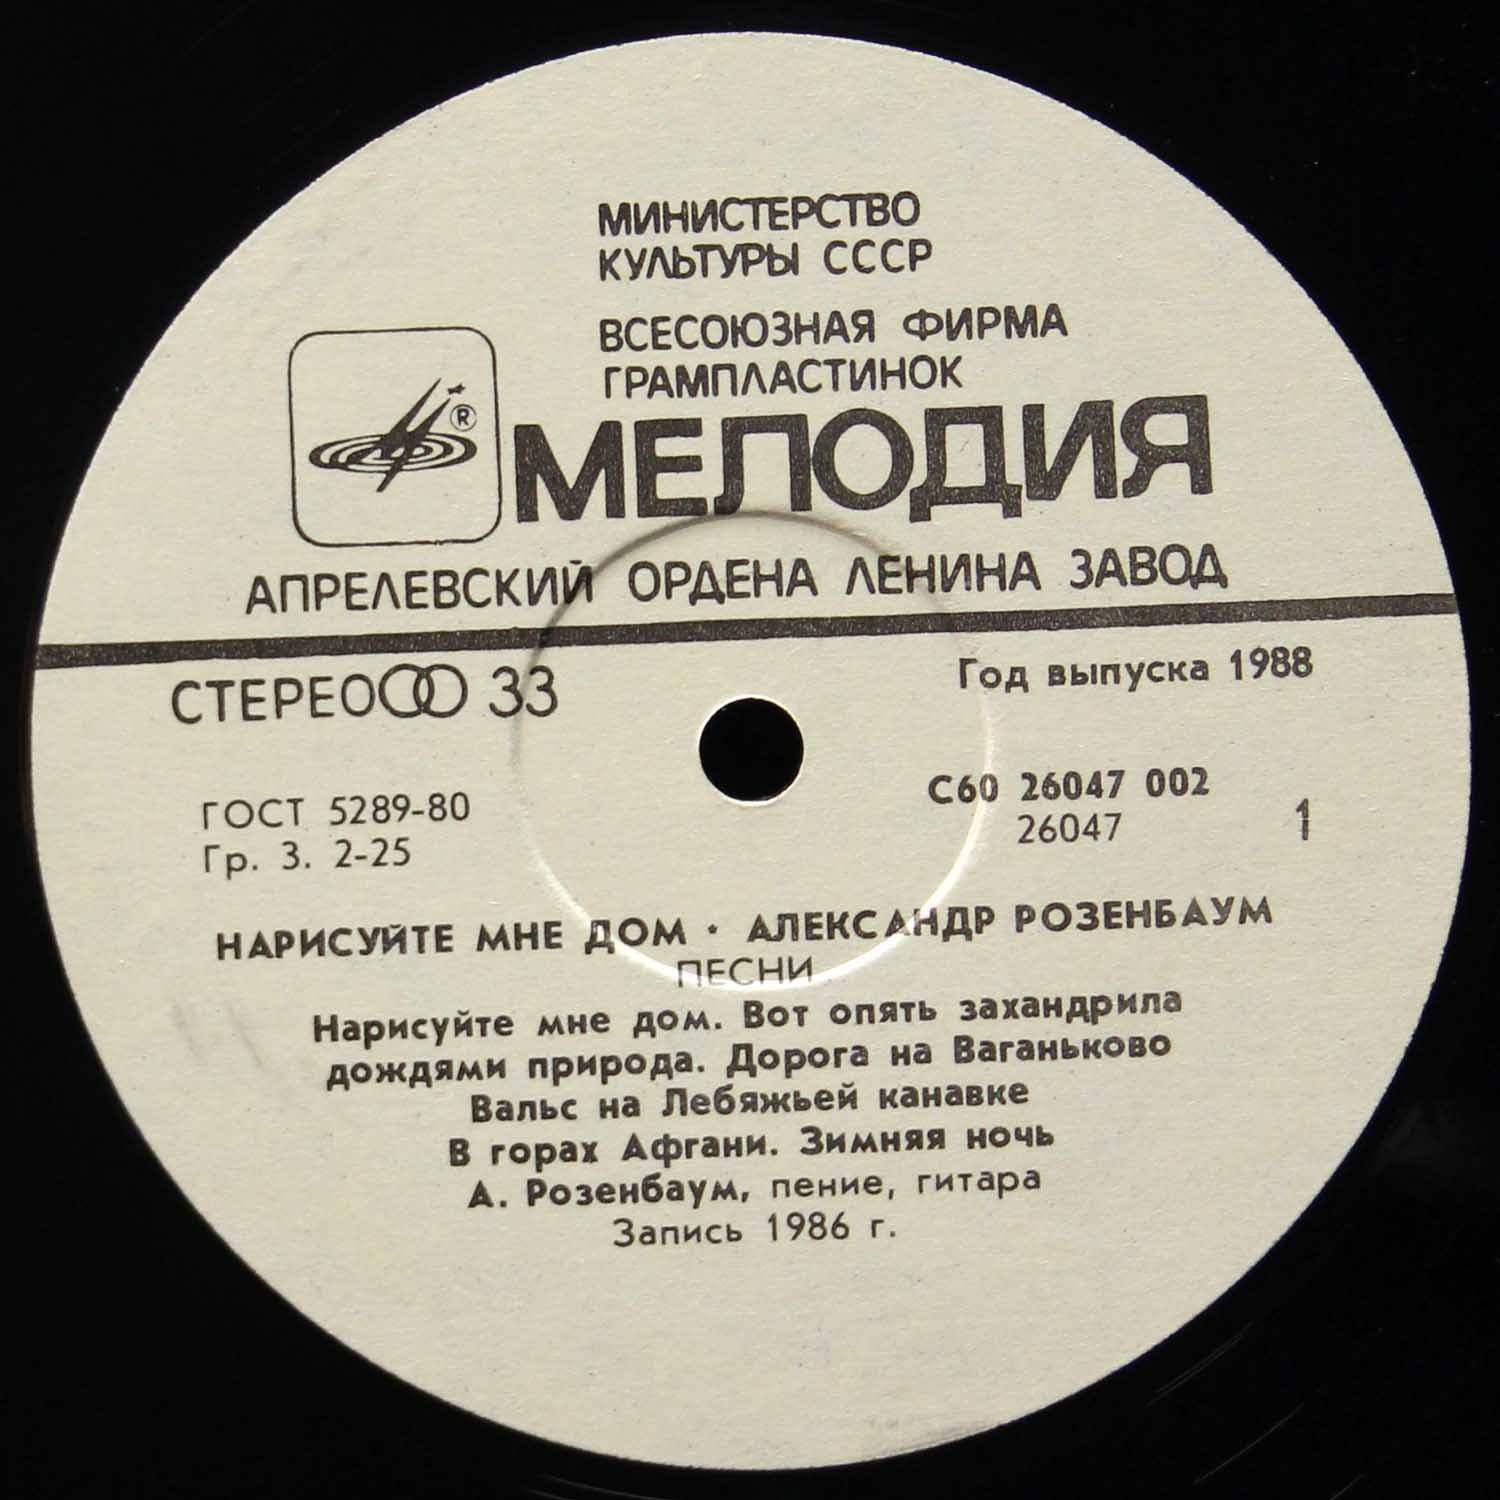 МИНИСТЕРСТВО
КУЛЬТУРЫ СССР
ВСЕСОЮЗНАЯ ФИРМА
ГРАМПЛАСТИНОК
®
МЕЛОДИЯ
АПРЕЛЕВСКИЙ ОРДЕНА ЛЕНИНА ЗАВОД
СТЕРЕО 33
Год выпуска 1988
ГОСТ 5289-80
Гр. 3. 2-25
С60 26047 002
26047
1
НАРИСУЙТЕ МНЕ ДОМ · АЛЕКСАНДР РОЗЕНБАУМ
ПЕСНИ
Нарисуйте мне дом. Вот опять захандрила
дождями природа. Дорога на Ваганьково
Вальс на Лебяжьей канавке
В горах Афгани. Зимняя ночь
А. Розенбаум, пение, гитара
Запись 1986 г.